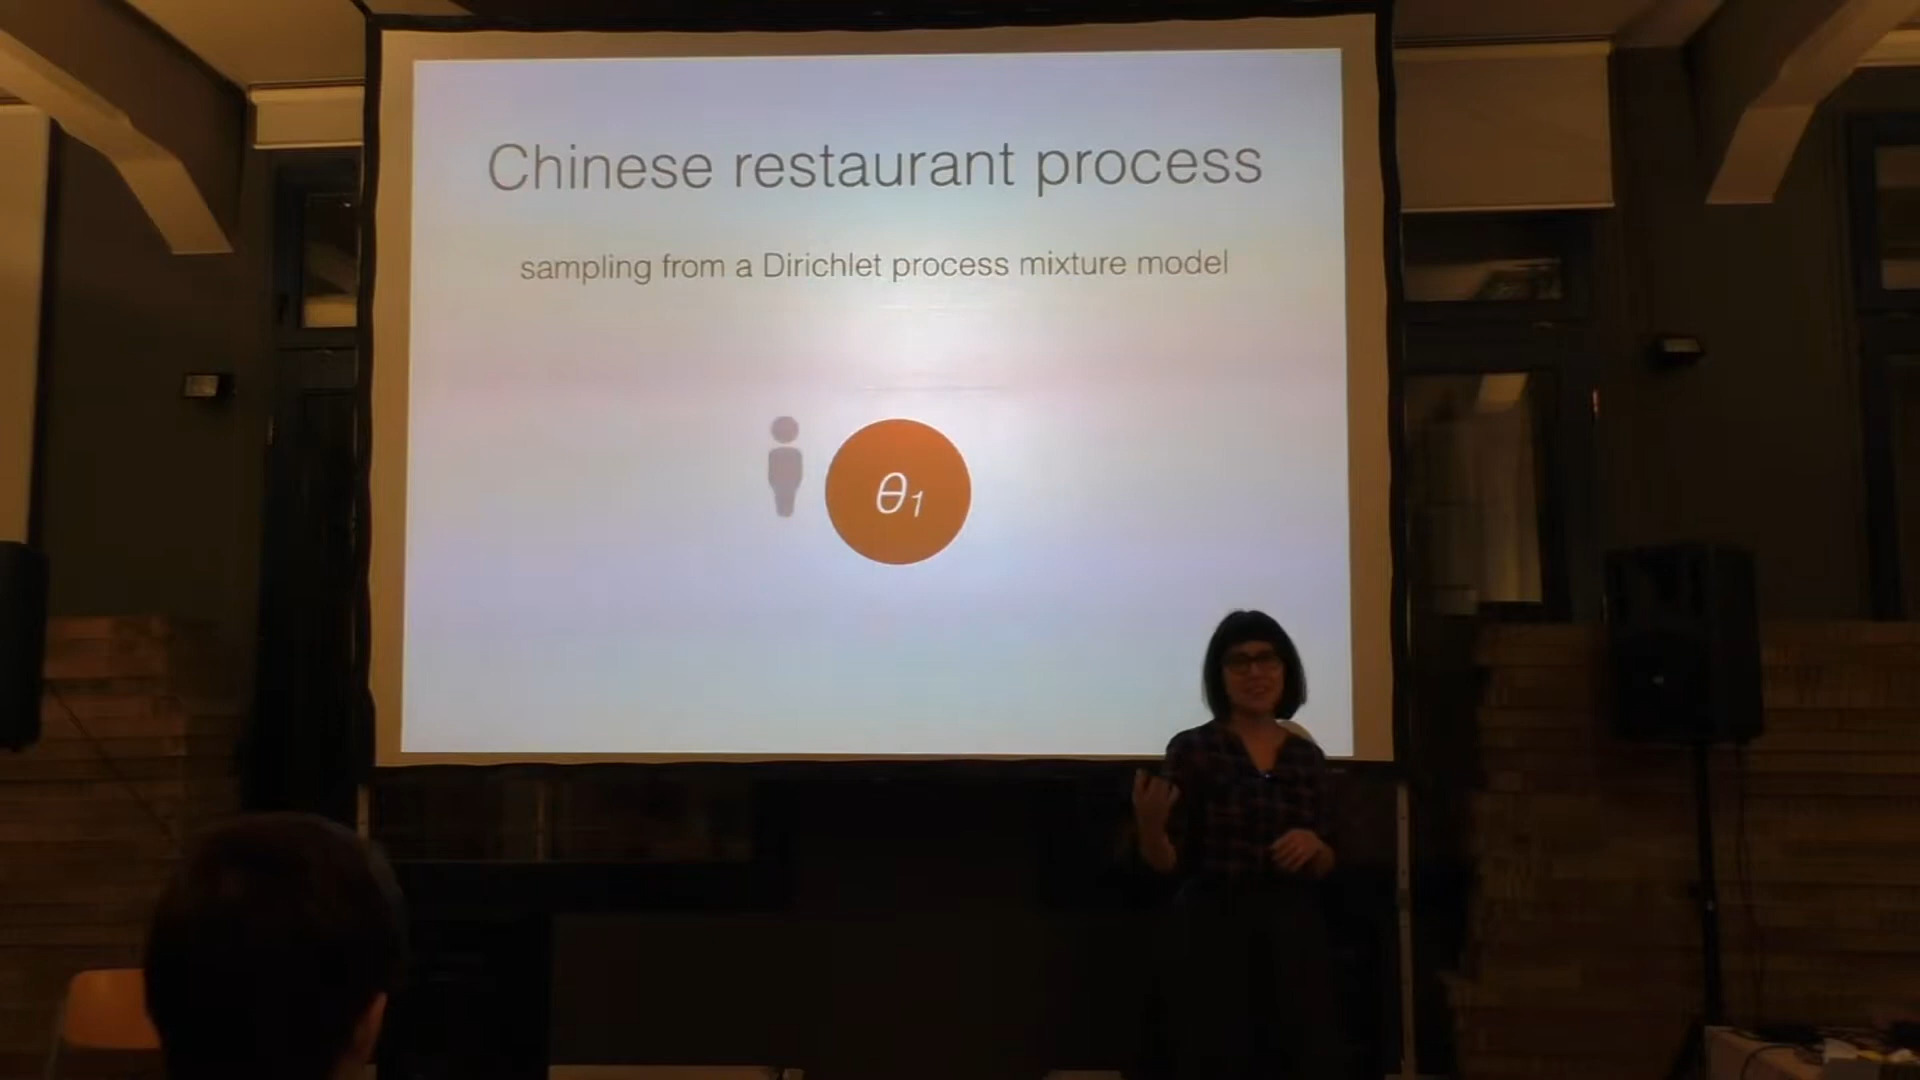 Chinese restaurant process
sampling from a Dirichlet process mixture model
θ₁